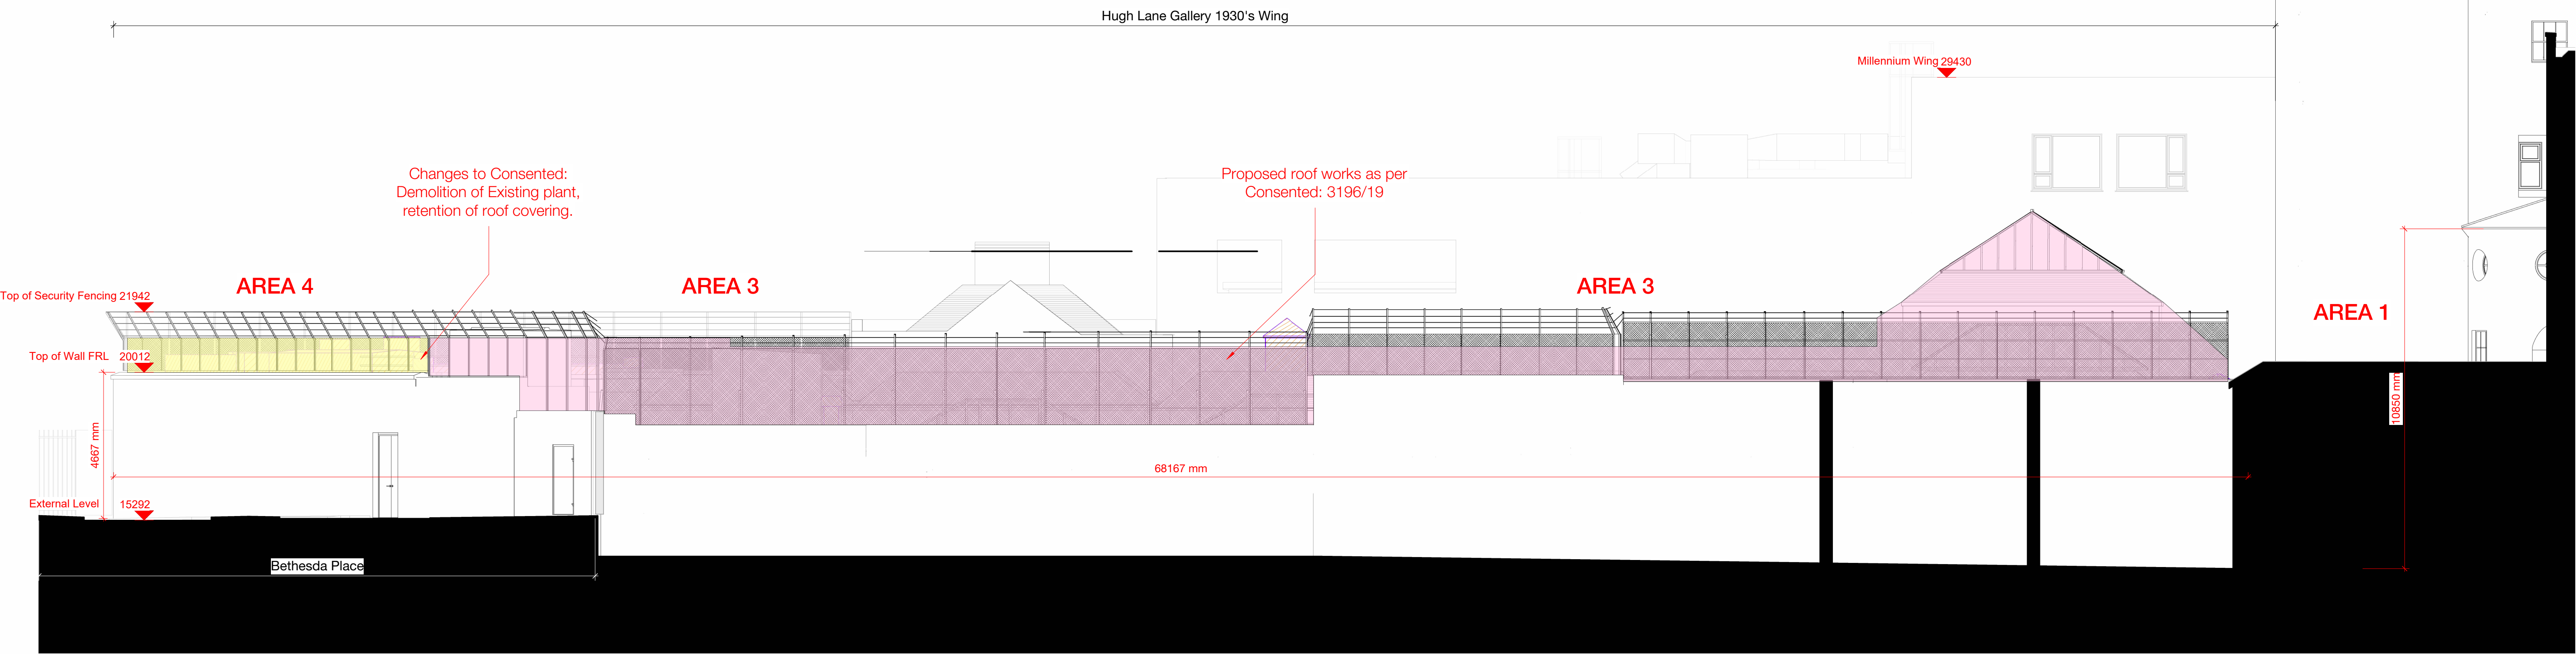 Hugh Lane Gallery 1930's Wing
Millennium Wing 29430
Changes to Consented:
Demolition of Existing plant,
retention of roof covering.
Proposed roof works as per
Consented: 3196/19
AREA 4
AREA 3
AREA 3
AREA 1
Top of Security Fencing 21942
Top of Wall FRL 20012
10850 mm
4667 mm
68167 mm
External Level 15292
Bethesda Place